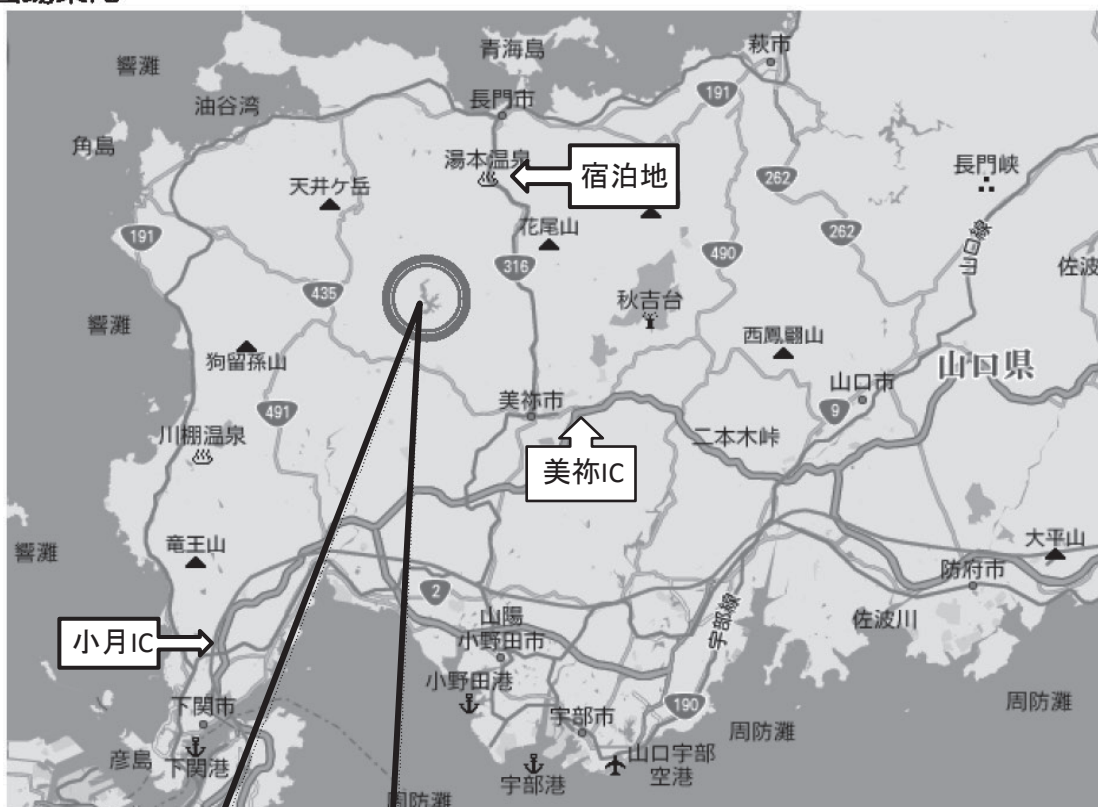 響灘
青海島
萩市
油谷湾
長門市
191
角島
湯本温泉
宿泊地
長門峡
262
天井ケ岳
花尾山
191
262
490
山口線
316
佐波
435
秋吉台
響灘
西鳳翩山
狗留孫山
山口県
山口市
美祢市
491
9
川棚温泉
二本木峠
美祢IC
竜王山
大平山
響灘
防府市
2
山陽
小野田市
佐波川
宇部線
小月IC
小野田港
190
周防灘
下関市
宇部市
周防灘
彦島
下関港
山口宇部
空港
宇部港
周防灘